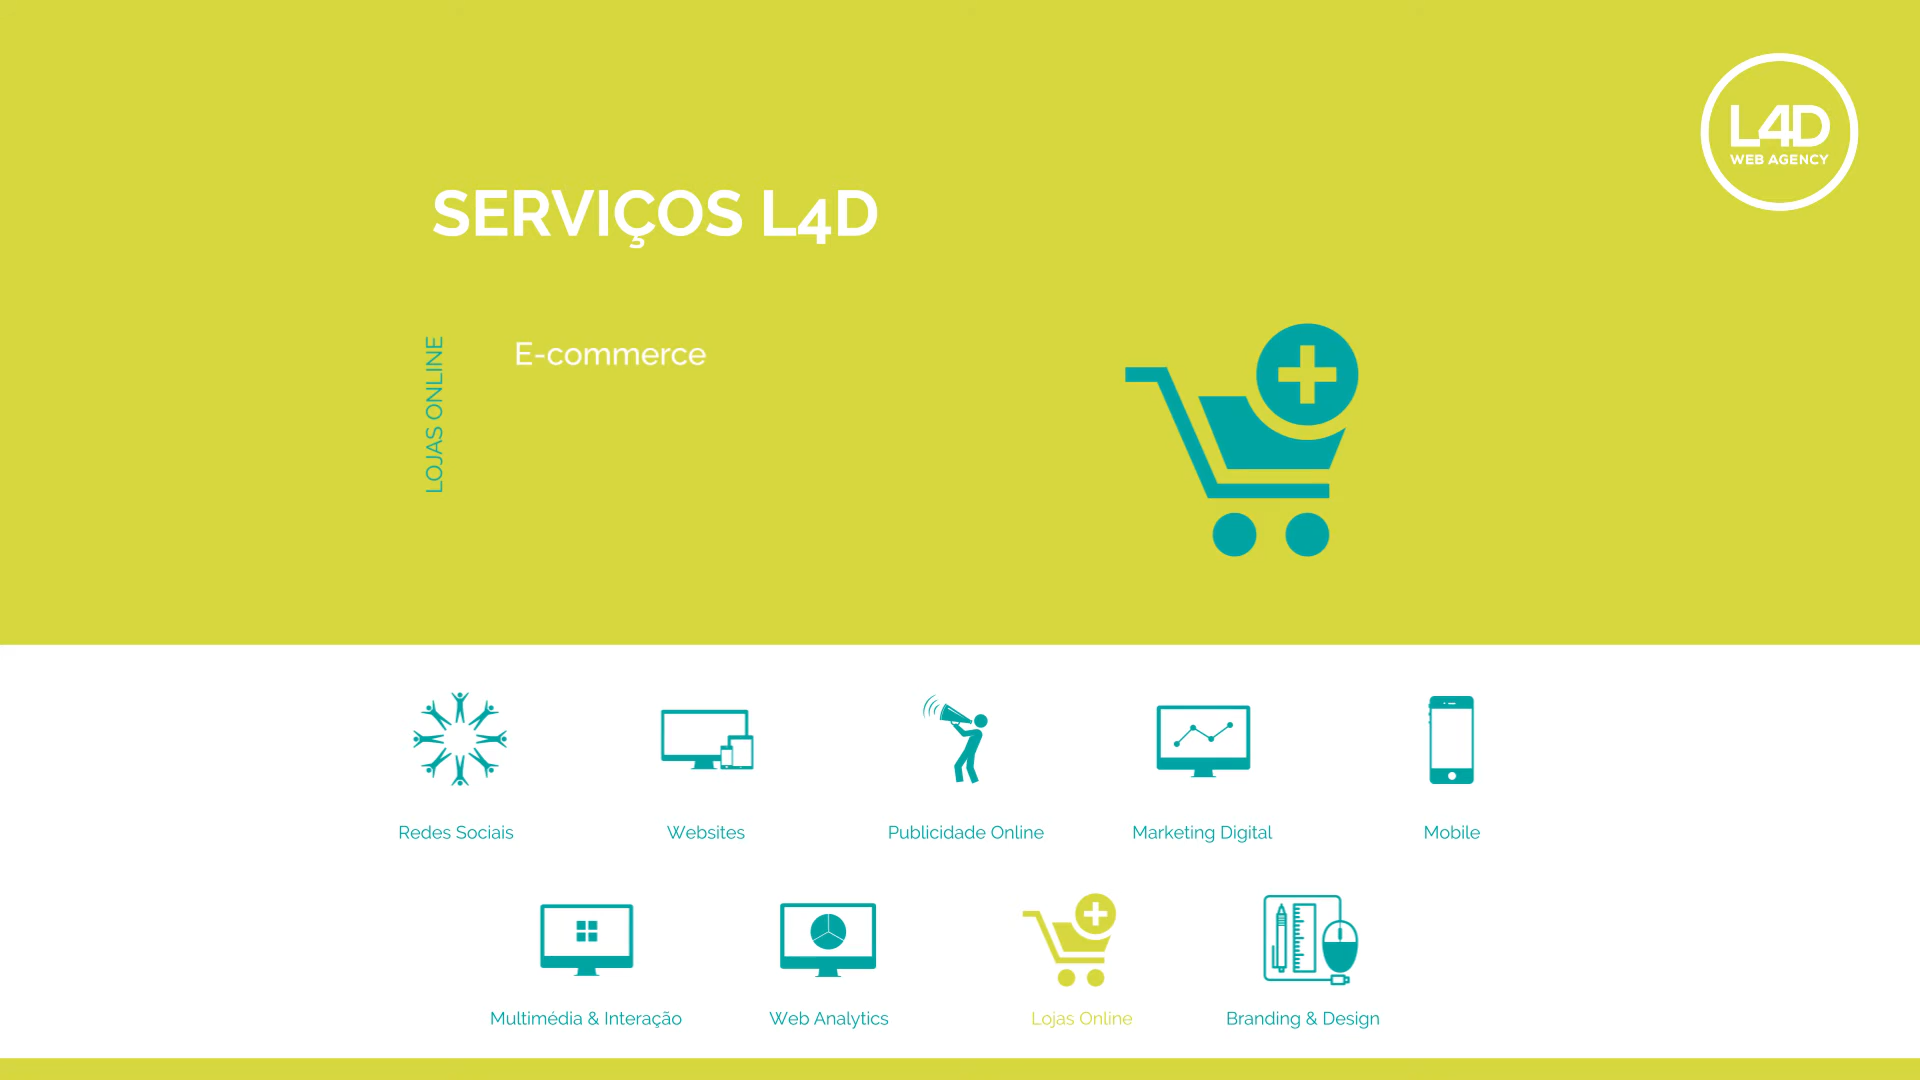 L4D
WEB AGENCY
SERVIÇOS L4D
LOJAS ONLINE
E-commerce
Redes Sociais
Websites
Publicidade Online
Marketing Digital
Mobile
Multimédia & Interação
Web Analytics
Lojas Online
Branding & Design